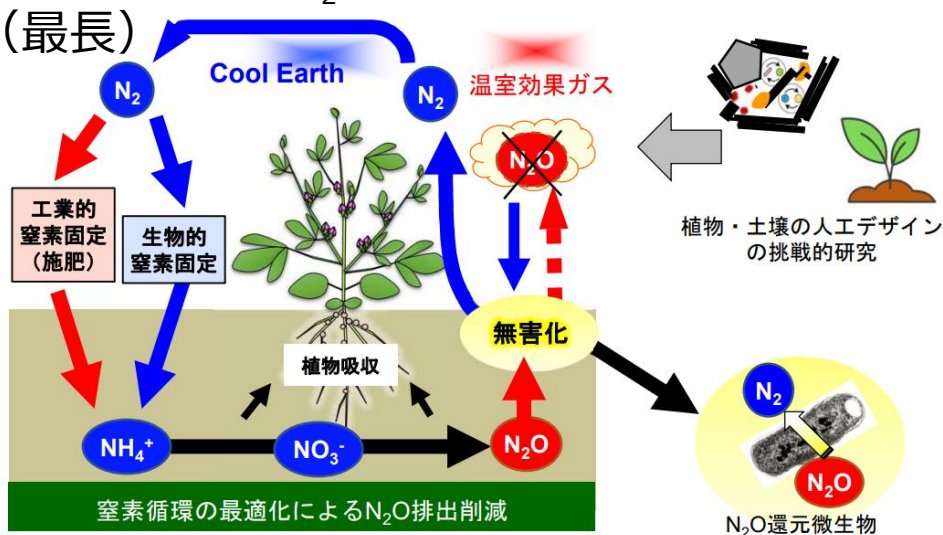 2
（最長）
Cool Earth
温室効果ガス
N₂
N₂
N₂O
工業的
窒素固定
（施肥）
生物的
窒素固定
植物・土壌の人工デザイン
の挑戦的研究
無害化
植物吸収
NH₄⁺
NO₃⁻
N₂O
N₂
N₂O
窒素循環の最適化によるN₂O排出削減
N₂O還元微生物